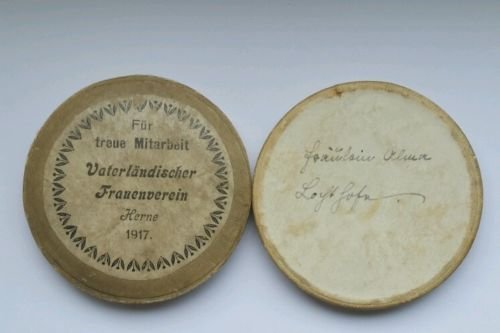 Für
treue Mitarbeit
Vaterländischer
Frauenverein
Herne
1917.
Fräulein Alma